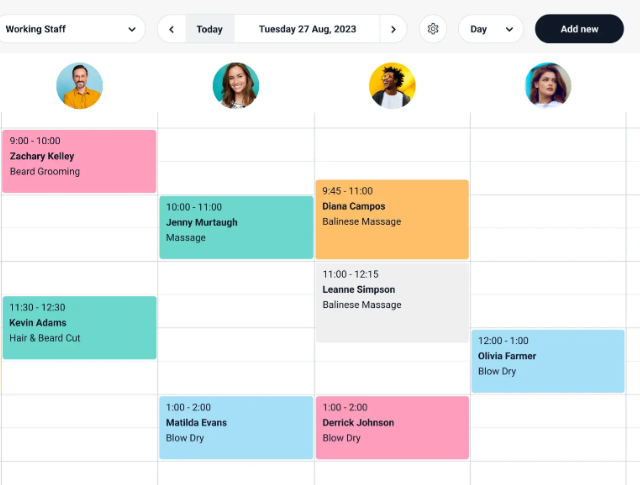 Working Staff
Today
Tuesday 27 Aug, 2023
Day
Add new
9:00 - 10:00
Zachary Kelley
Beard Grooming
10:00 - 11:00
Jenny Murtaugh
Massage
9:45 - 11:00
Diana Campos
Balinese Massage
11:00 - 12:15
Leanne Simpson
Balinese Massage
11:30 - 12:30
Kevin Adams
Hair & Beard Cut
12:00 - 1:00
Olivia Farmer
Blow Dry
1:00 - 2:00
Matilda Evans
Blow Dry
1:00 - 2:00
Derrick Johnson
Blow Dry